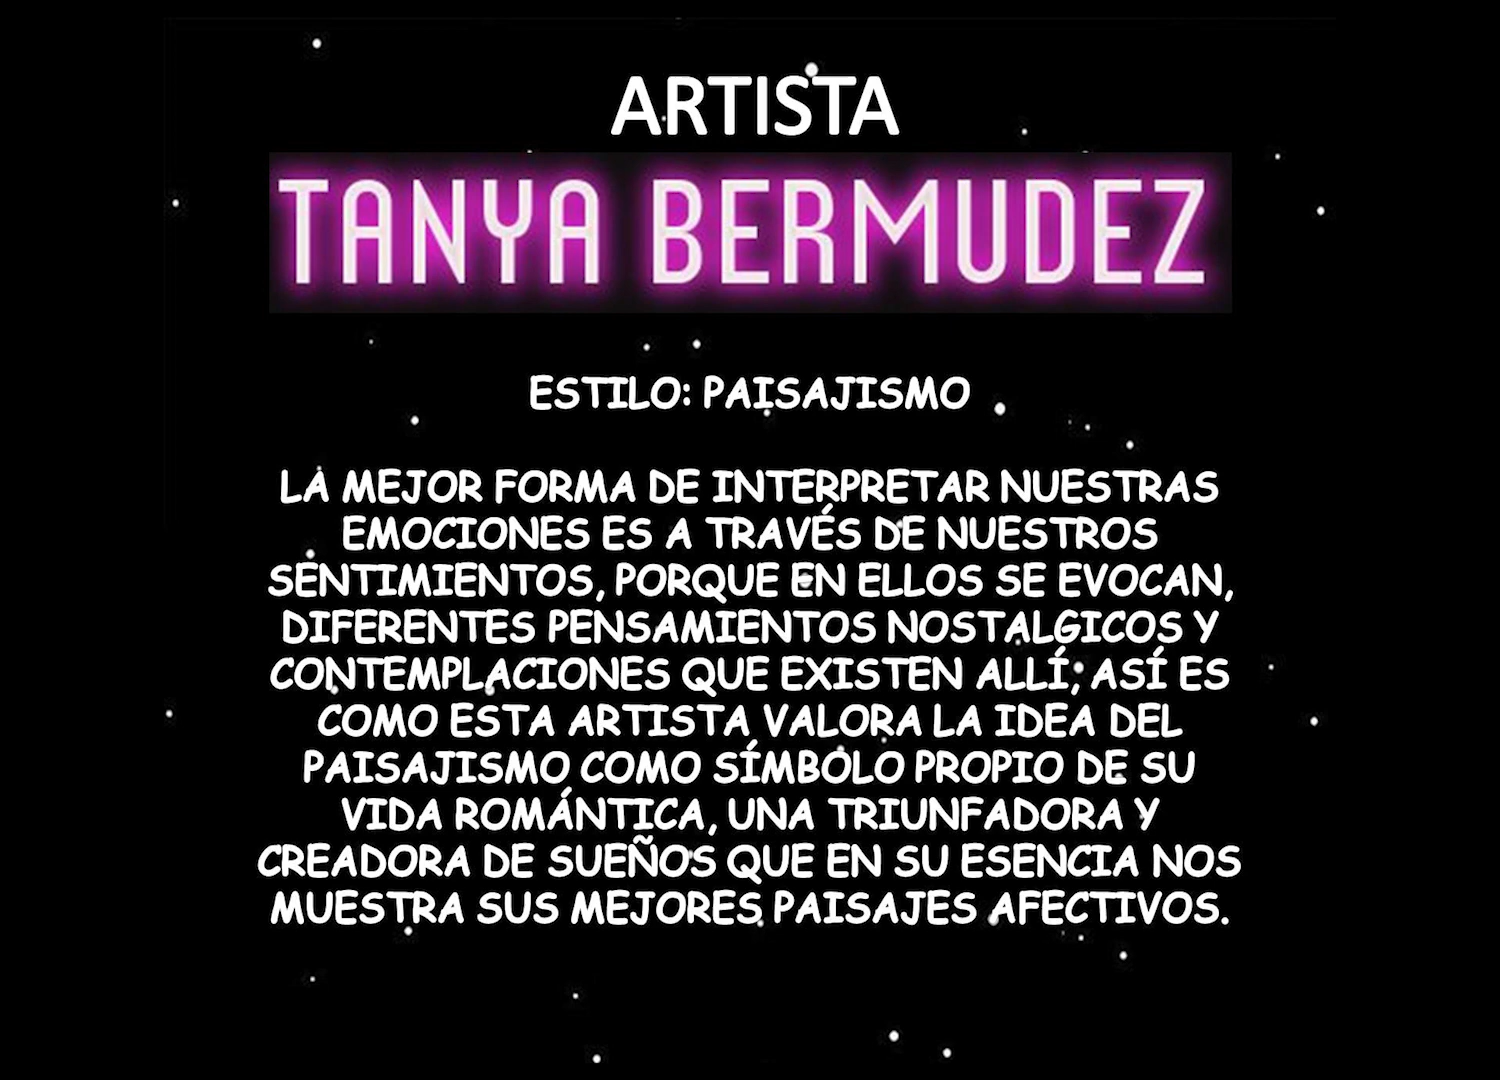 ARTISTA
TANYA BERMUDEZ
ESTILO: PAISAJISMO
LA MEJOR FORMA DE INTERPRETAR NUESTRAS
EMOCIONES ES A TRAVÉS DE NUESTROS
SENTIMIENTOS, PORQUE EN ELLOS SE EVOCAN,
DIFERENTES PENSAMIENTOS NOSTALGICOS Y
CONTEMPLACIONES QUE EXISTEN ALLÍ; ASÍ ES
COMO ESTA ARTISTA VALORA LA IDEA DEL
PAISAJISMO COMO SÍMBOLO PROPIO DE SU
VIDA ROMÁNTICA, UNA TRIUNFADORA Y
CREADORA DE SUEÑOS QUE EN SU ESENCIA NOS
MUESTRA SUS MEJORES PAISAJES AFECTIVOS.